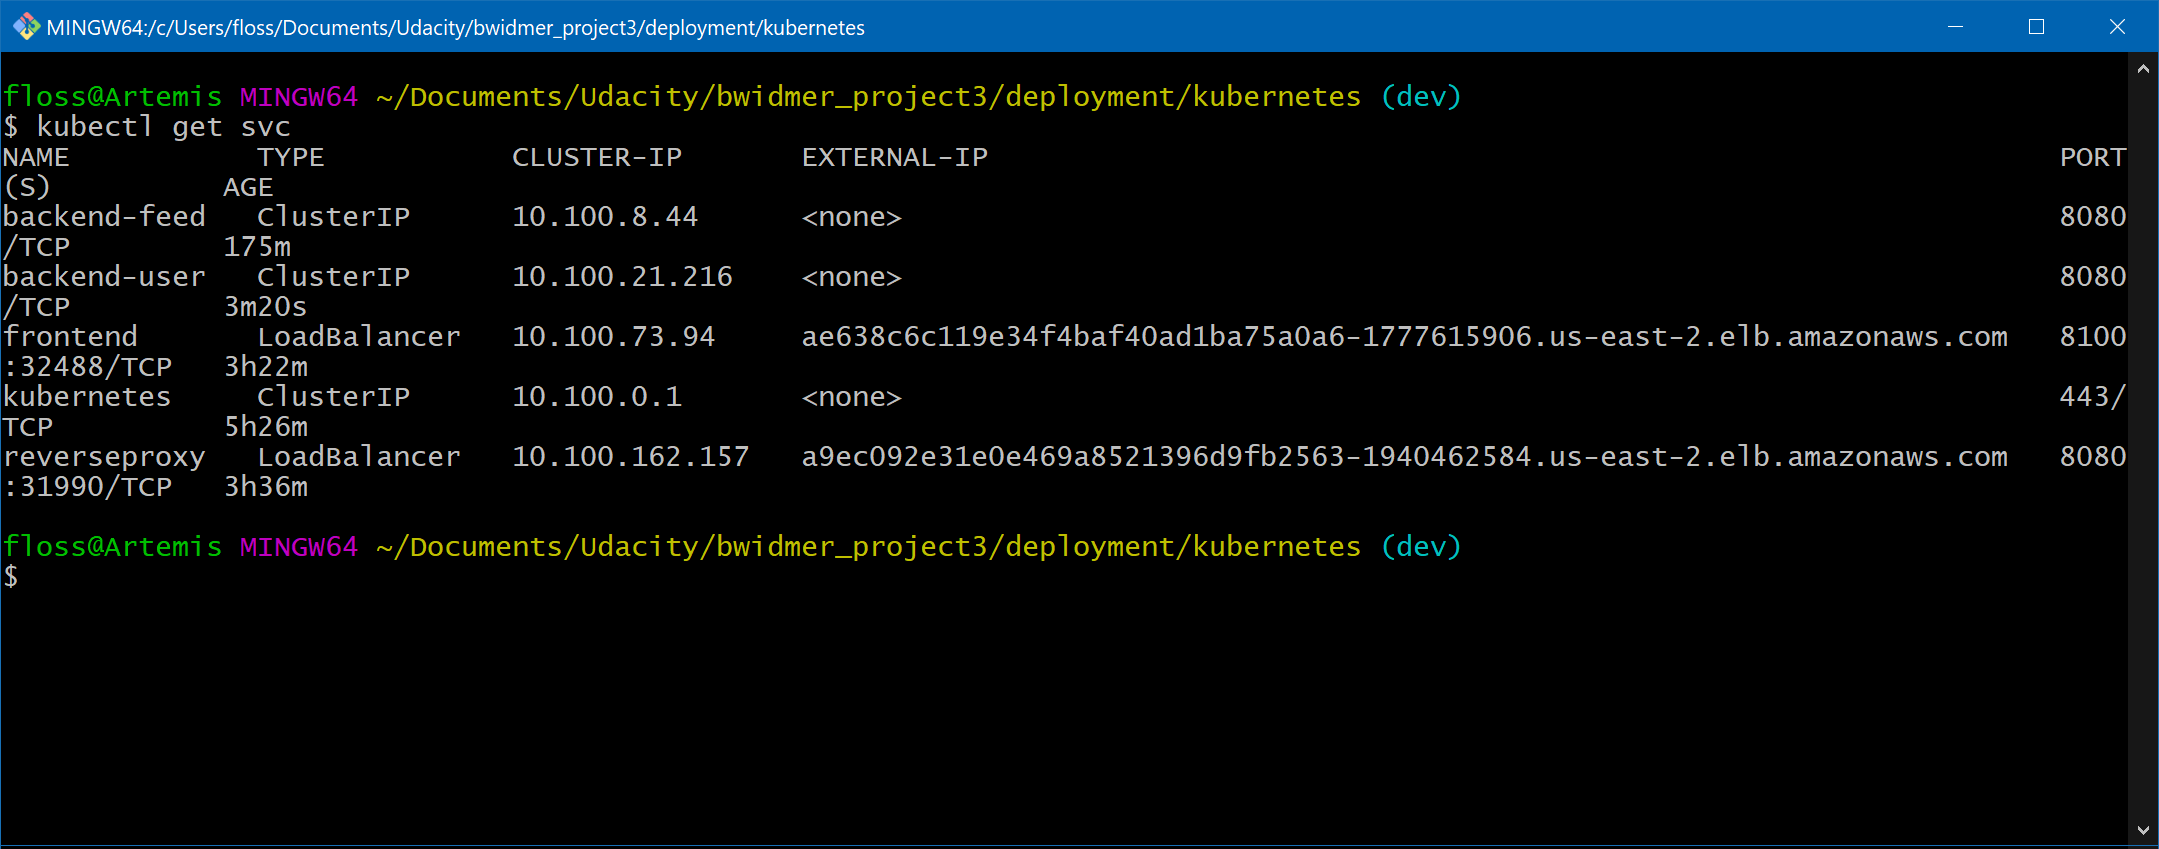 MINGW64:/c/Users/floss/Documents/Udacity/bwidmer_project3/deployment/kubernetes
floss@Artemis MINGW64 ~/Documents/Udacity/bwidmer_project3/deployment/kubernetes (dev)
$ kubectl get svc
NAME           TYPE           CLUSTER-IP       EXTERNAL-IP                                                               PORT
(S)          AGE
backend-feed   ClusterIP      10.100.8.44      <none>                                                                    8080
/TCP         175m
backend-user   ClusterIP      10.100.21.216    <none>                                                                    8080
/TCP         3m20s
frontend       LoadBalancer   10.100.73.94     ae638c6c119e34f4baf40ad1ba75a0a6-1777615906.us-east-2.elb.amazonaws.com   8100
:32488/TCP   3h22m
kubernetes     ClusterIP      10.100.0.1       <none>                                                                    443/
TCP          5h26m
reverseproxy   LoadBalancer   10.100.162.157   a9ec092e31e0e469a8521396d9fb2563-1940462584.us-east-2.elb.amazonaws.com   8080
:31990/TCP   3h36m
floss@Artemis MINGW64 ~/Documents/Udacity/bwidmer_project3/deployment/kubernetes (dev)
$